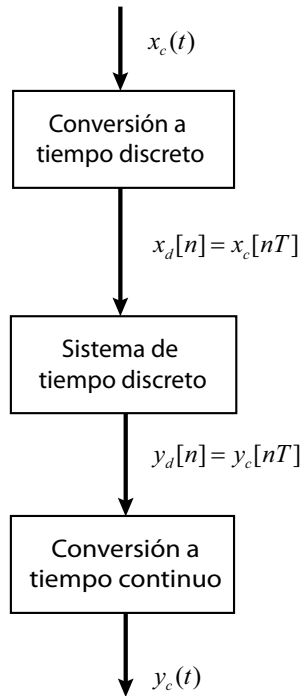 x_c(t)
Conversión a
tiempo discreto
x_d[n] = x_c[nT]
Sistema de
tiempo discreto
y_d[n] = y_c[nT]
Conversión a
tiempo continuo
y_c(t)